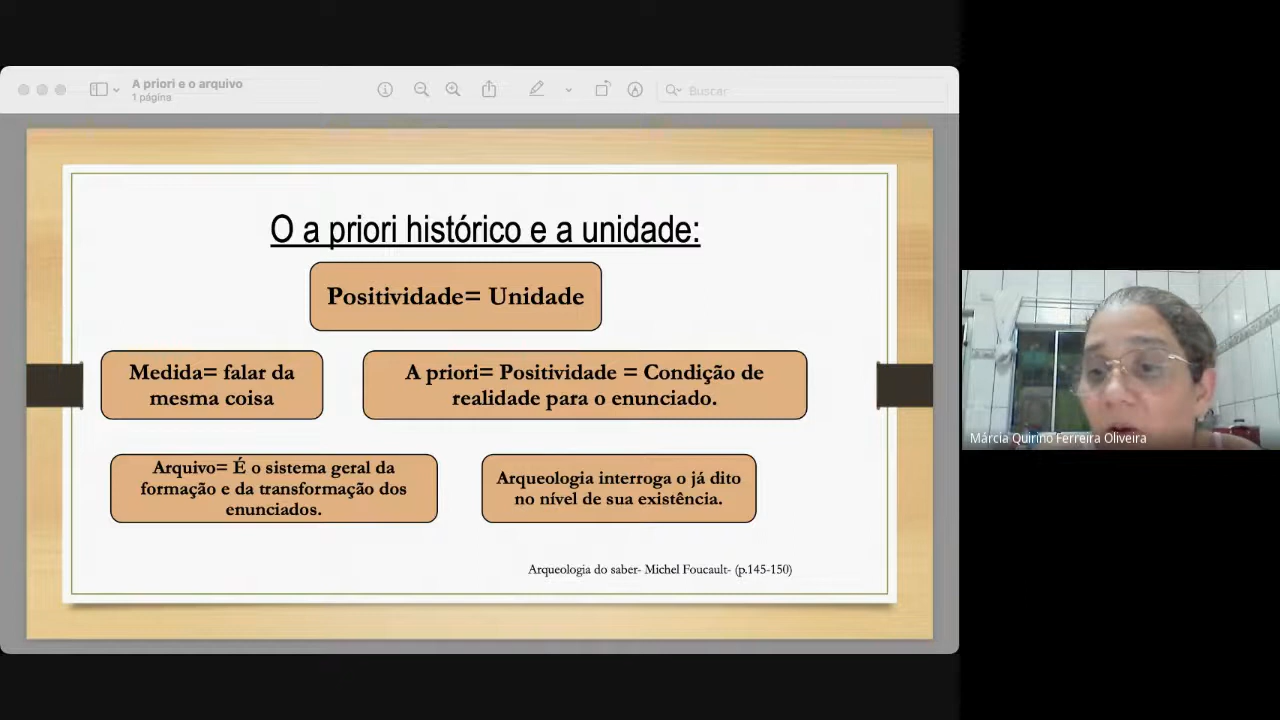 A priori e o arquivo
1 página
Buscar
O a priori histórico e a unidade:
Positividade= Unidade
Medida= falar da
mesma coisa
A priori= Positividade = Condição de
realidade para o enunciado.
Arquivo= É o sistema geral da
formação e da transformação dos
enunciados.
Arqueologia interroga o já dito
no nível de sua existência.
Arqueologia do saber- Michel Foucault- (p.145-150)
Márcia Quirino Ferreira Oliveira